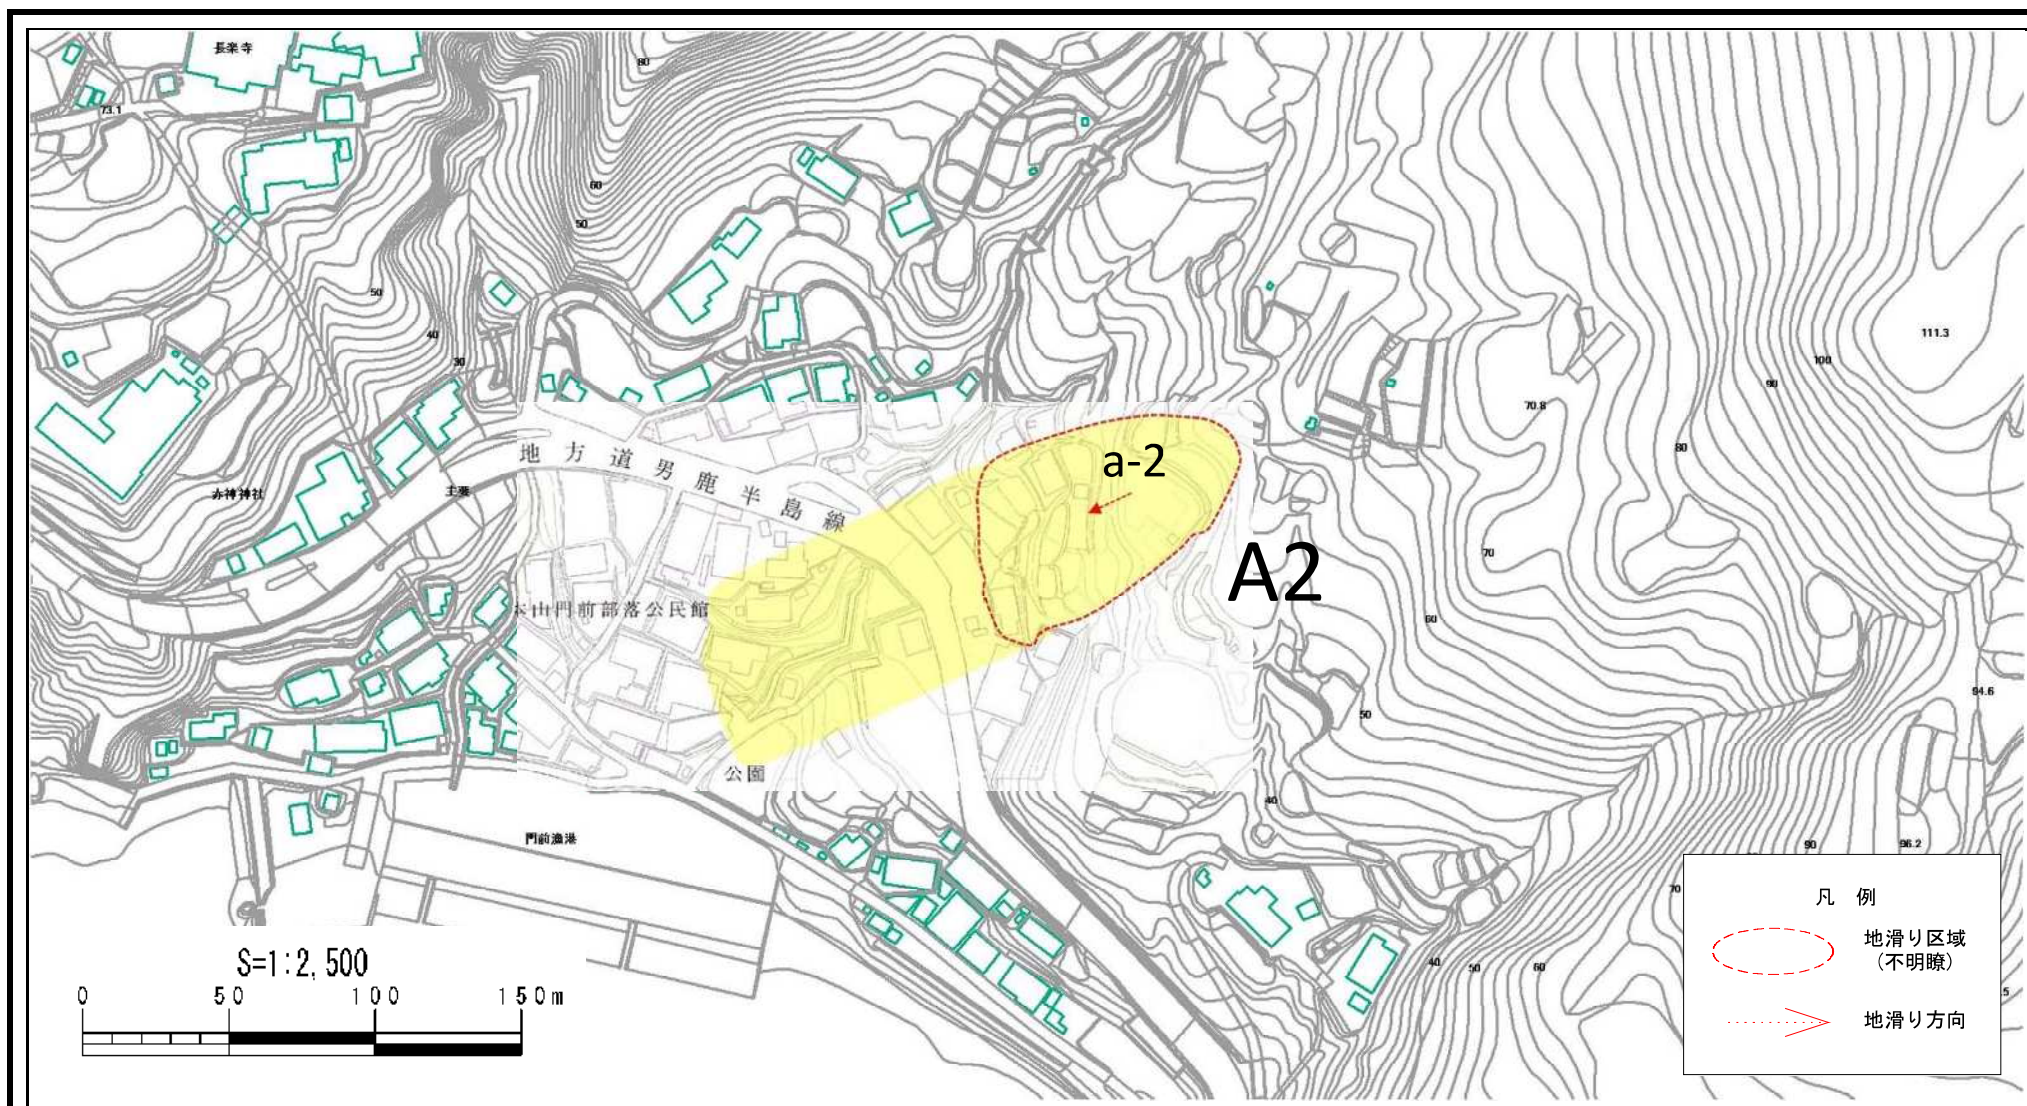 長楽寺
80
73.1
60
50
50
40
30
111.3
100
90
70.8
80
地方道男鹿半島線
a-2
赤神神社
主要
70
A2
本山門前部落公民館
60
94.6
50
公園
40
門前漁港
90
96.2
70
40
50
60
S=1:2,500
0 50 100 150m
凡 例
地滑り区域
(不明瞭)
地滑り方向